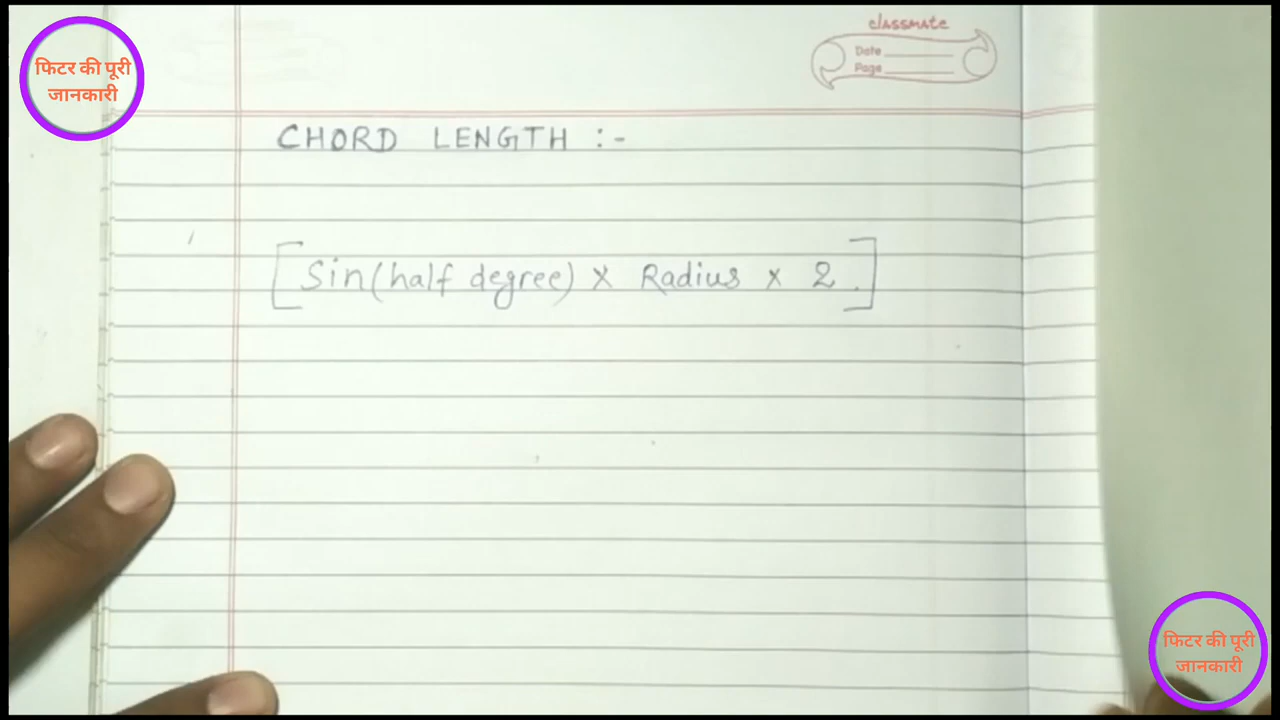 फिटर की पूरी
जानकारी
classmate
Date
Page
CHORD LENGTH :-
[Sin(half degree) X Radius x 2.]
फिटर की पूरी
जानकारी